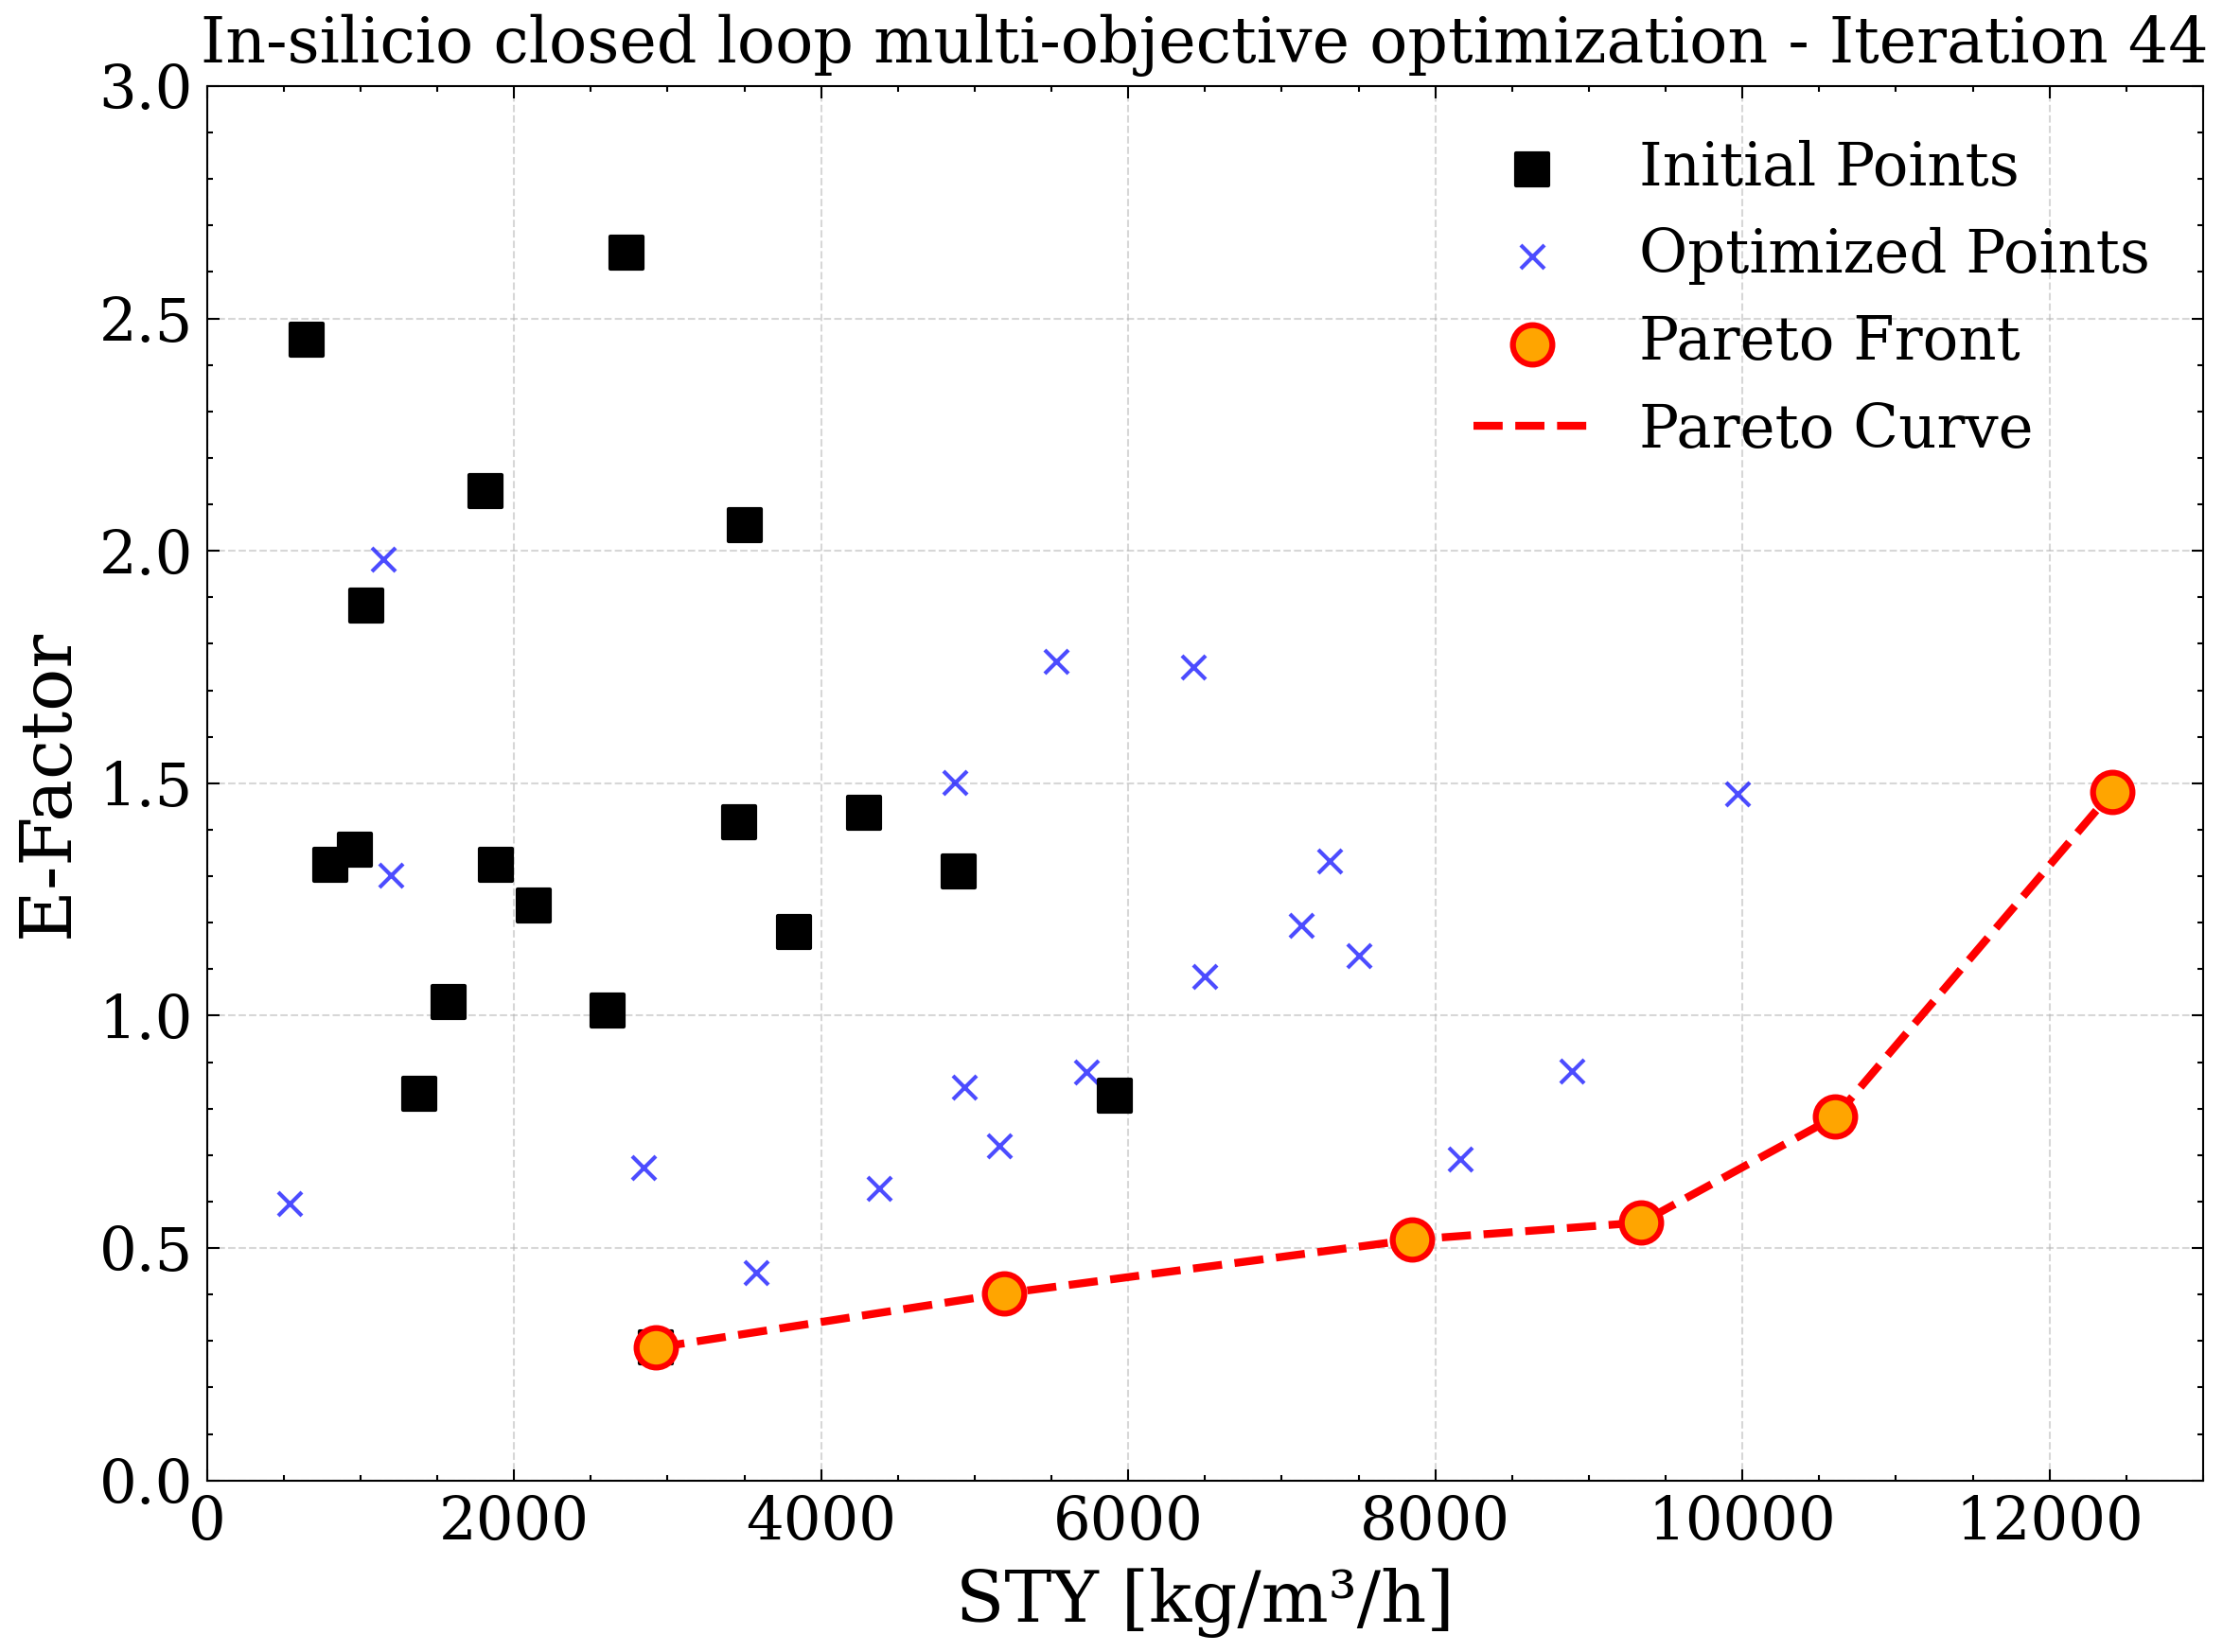 In-silicio closed loop multi-objective optimization - Iteration 44
3.0
2.5
2.0
1.5
1.0
0.5
0.0
E-Factor
Initial Points
Optimized Points
Pareto Front
Pareto Curve
0 2000 4000 6000 8000 10000 12000
STY [kg/m³/h]